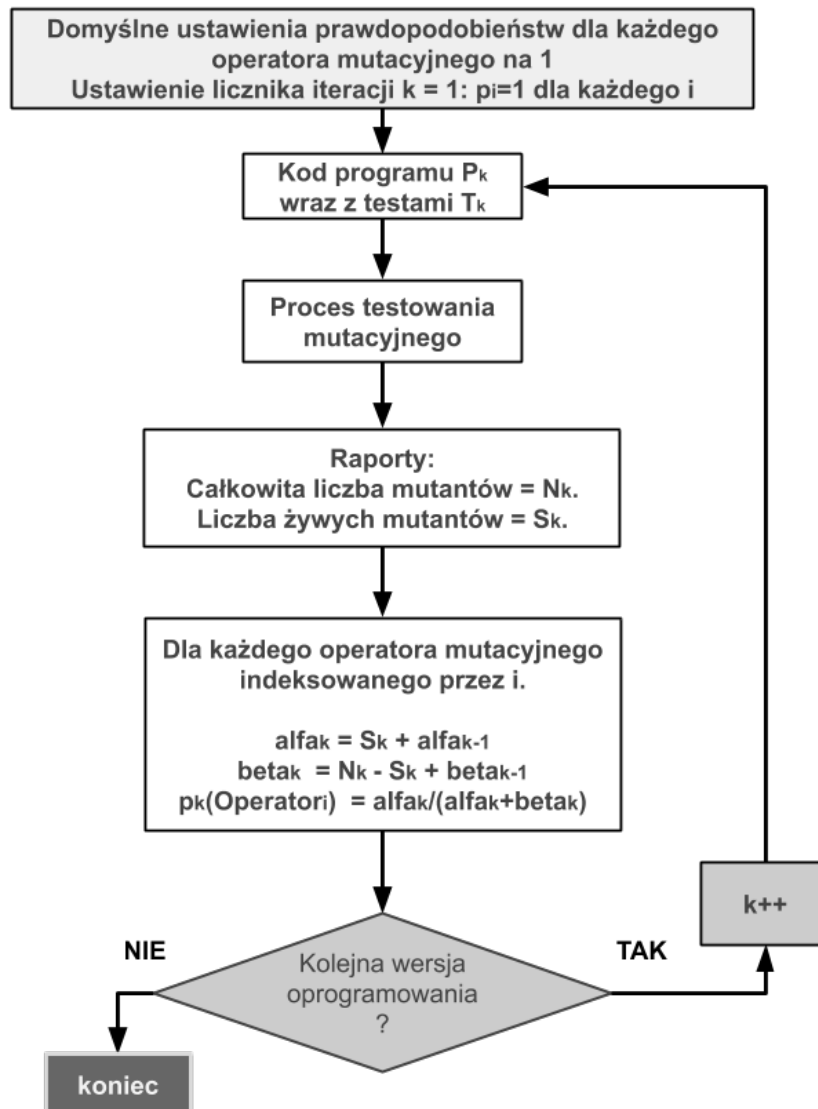 Domyślne ustawienia prawdopodobieństw dla każdego
operatora mutacyjnego na 1
Ustawienie licznika iteracji k = 1: pi=1 dla każdego i
Kod programu Pk
wraz z testami Tk
Proces testowania
mutacyjnego
Raporty:
Całkowita liczba mutantów = Nk.
Liczba żywych mutantów = Sk.
Dla każdego operatora mutacyjnego
indeksowanego przez i.
alfak = Sk + alfak-1
betak = Nk - Sk + betak-1
pk(Operatori) = alfak/(alfak+betak)
k++
NIE
TAK
Kolejna wersja
oprogramowania
?
koniec